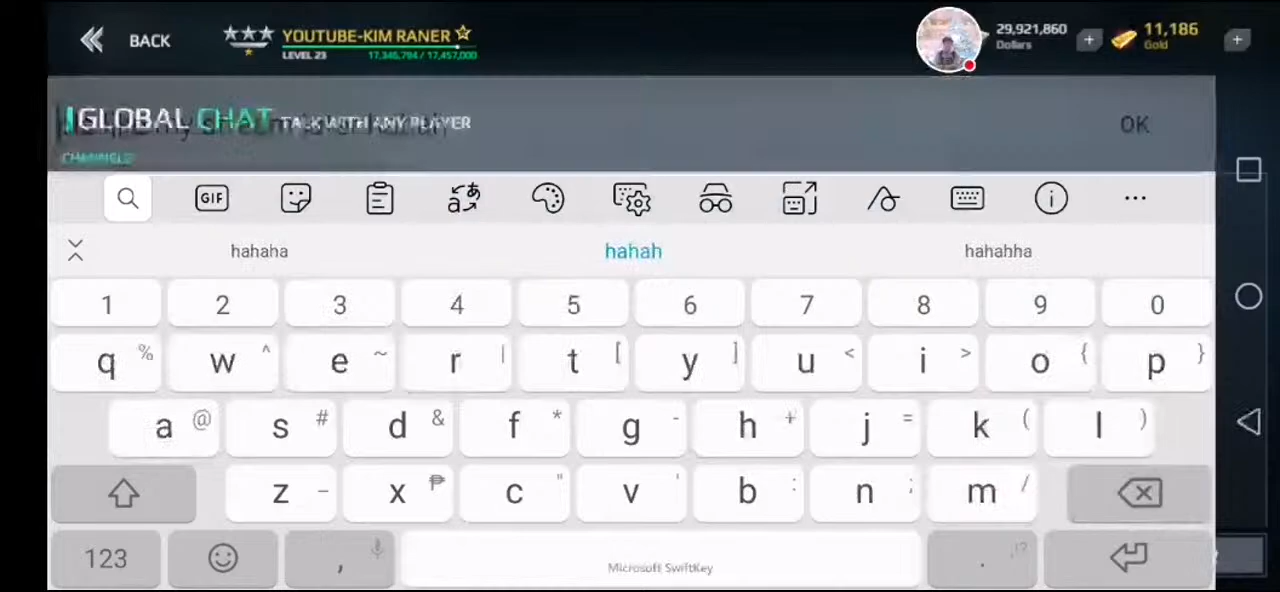 BACK
YOUTUBE-KIM RANER
LEVEL 23
17,346,794 / 17,457,000
29,921,860
Dollars
11,186
Gold
GLOBAL CHAT TALK WITH ANY PLAYER
OK
CHANNELS
GIF
hahaha hahah hahahha
1 2 3 4 5 6 7 8 9 0
q % w ^ e ~ r | t [ y ] u < i > o { p }
a @ s # d & f * g - h + j = k ( l )
z _ x ₱ c " v ' b : n ; m /
123 , Microsoft SwiftKey . ,!?